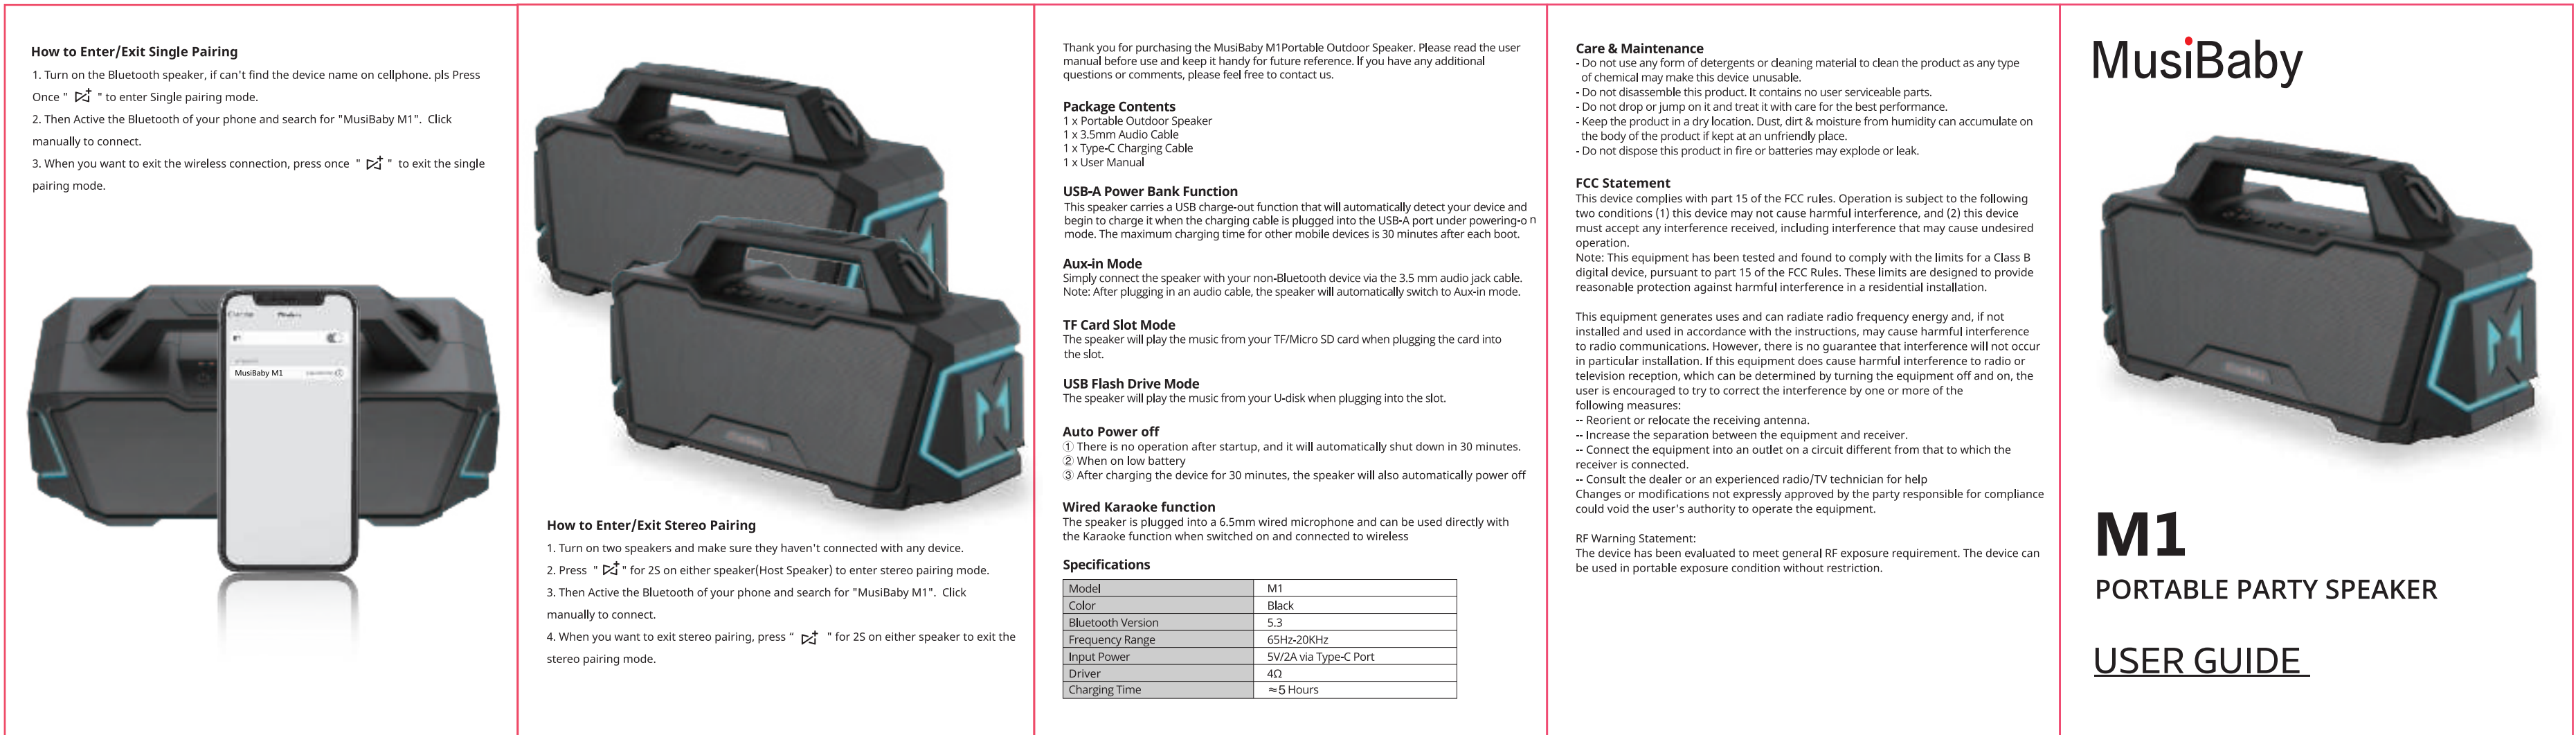 How to Enter/Exit Single Pairing
1. Turn on the Bluetooth speaker, if can't find the device name on cellphone. pls Press
Once " " to enter Single pairing mode.
2. Then Active the Bluetooth of your phone and search for "MusiBaby M1". Click
manually to connect.
3. When you want to exit the wireless connection, press once " " to exit the single
pairing mode.
MusiBaby M1
How to Enter/Exit Stereo Pairing
1. Turn on two speakers and make sure they haven't connected with any device.
2. Press " " for 2S on either speaker(Host Speaker) to enter stereo pairing mode.
3. Then Active the Bluetooth of your phone and search for "MusiBaby M1". Click
manually to connect.
4. When you want to exit stereo pairing, press “ " for 2S on either speaker to exit the
stereo pairing mode.
Thank you for purchasing the MusiBaby M1Portable Outdoor Speaker. Please read the user
manual before use and keep it handy for future reference. If you have any additional
questions or comments, please feel free to contact us.
Package Contents
1 x Portable Outdoor Speaker
1 x 3.5mm Audio Cable
1 x Type-C Charging Cable
1 x User Manual
USB-A Power Bank Function
This speaker carries a USB charge-out function that will automatically detect your device and
begin to charge it when the charging cable is plugged into the USB-A port under powering-o n
mode. The maximum charging time for other mobile devices is 30 minutes after each boot.
Aux-in Mode
Simply connect the speaker with your non-Bluetooth device via the 3.5 mm audio jack cable.
Note: After plugging in an audio cable, the speaker will automatically switch to Aux-in mode.
TF Card Slot Mode
The speaker will play the music from your TF/Micro SD card when plugging the card into
the slot.
USB Flash Drive Mode
The speaker will play the music from your U-disk when plugging into the slot.
Auto Power off
① There is no operation after startup, and it will automatically shut down in 30 minutes.
② When on low battery
③ After charging the device for 30 minutes, the speaker will also automatically power off
Wired Karaoke function
The speaker is plugged into a 6.5mm wired microphone and can be used directly with
the Karaoke function when switched on and connected to wireless
Specifications
Model M1
Color Black
Bluetooth Version 5.3
Frequency Range 65Hz-20KHz
Input Power 5V/2A via Type-C Port
Driver 4Ω
Charging Time ≈5 Hours
Care & Maintenance
- Do not use any form of detergents or cleaning material to clean the product as any type
of chemical may make this device unusable.
- Do not disassemble this product. It contains no user serviceable parts.
- Do not drop or jump on it and treat it with care for the best performance.
- Keep the product in a dry location. Dust, dirt & moisture from humidity can accumulate on
the body of the product if kept at an unfriendly place.
- Do not dispose this product in fire or batteries may explode or leak.
FCC Statement
This device complies with part 15 of the FCC rules. Operation is subject to the following
two conditions (1) this device may not cause harmful interference, and (2) this device
must accept any interference received, including interference that may cause undesired
operation.
Note: This equipment has been tested and found to comply with the limits for a Class B
digital device, pursuant to part 15 of the FCC Rules. These limits are designed to provide
reasonable protection against harmful interference in a residential installation.
This equipment generates uses and can radiate radio frequency energy and, if not
installed and used in accordance with the instructions, may cause harmful interference
to radio communications. However, there is no guarantee that interference will not occur
in particular installation. If this equipment does cause harmful interference to radio or
television reception, which can be determined by turning the equipment off and on, the
user is encouraged to try to correct the interference by one or more of the
following measures:
-- Reorient or relocate the receiving antenna.
-- Increase the separation between the equipment and receiver.
-- Connect the equipment into an outlet on a circuit different from that to which the
receiver is connected.
-- Consult the dealer or an experienced radio/TV technician for help
Changes or modifications not expressly approved by the party responsible for compliance
could void the user's authority to operate the equipment.
RF Warning Statement:
The device has been evaluated to meet general RF exposure requirement. The device can
be used in portable exposure condition without restriction.
MusiBaby
M1
PORTABLE PARTY SPEAKER
USER GUIDE